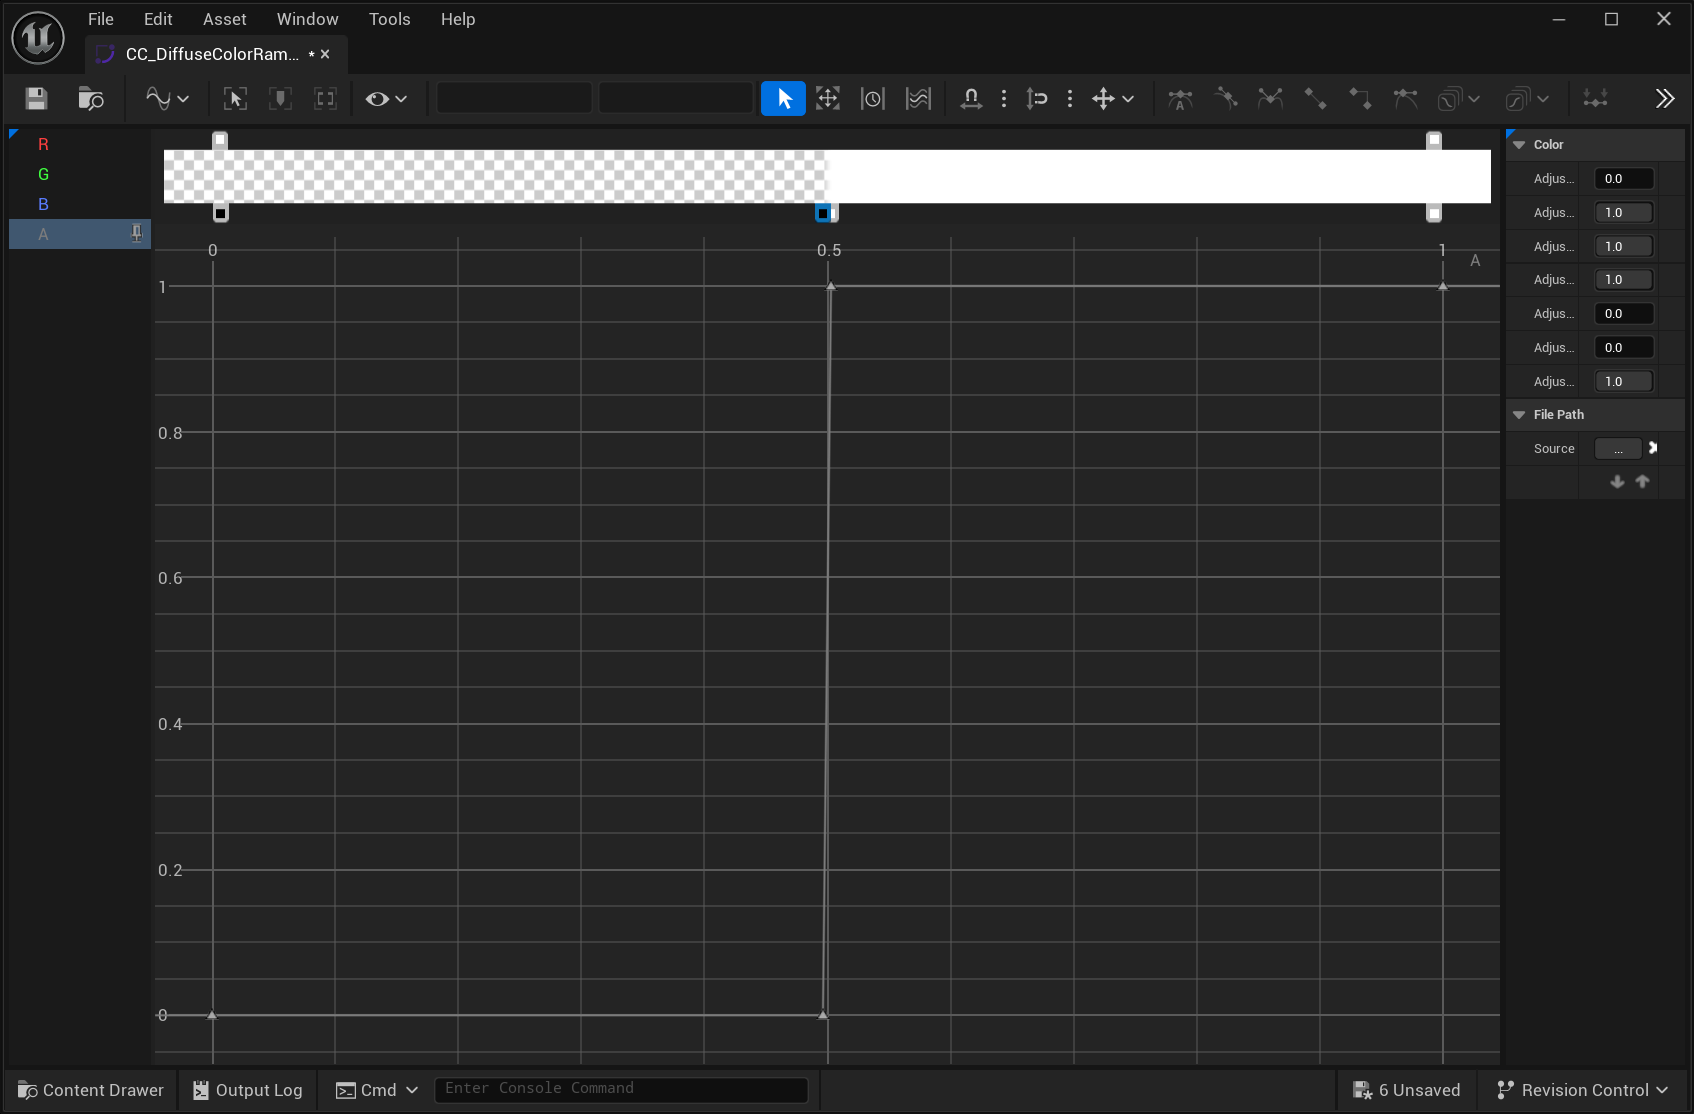 File Edit Asset Window Tools Help
CC_DiffuseColorRam... *
R
G
B
A
0 0.5 1
A
1
0.8
0.6
0.4
0.2
0
Color
Adjus... 0.0
Adjus... 1.0
Adjus... 1.0
Adjus... 1.0
Adjus... 0.0
Adjus... 0.0
Adjus... 1.0
File Path
Source ...
Content Drawer Output Log Cmd Enter Console Command 6 Unsaved Revision Control